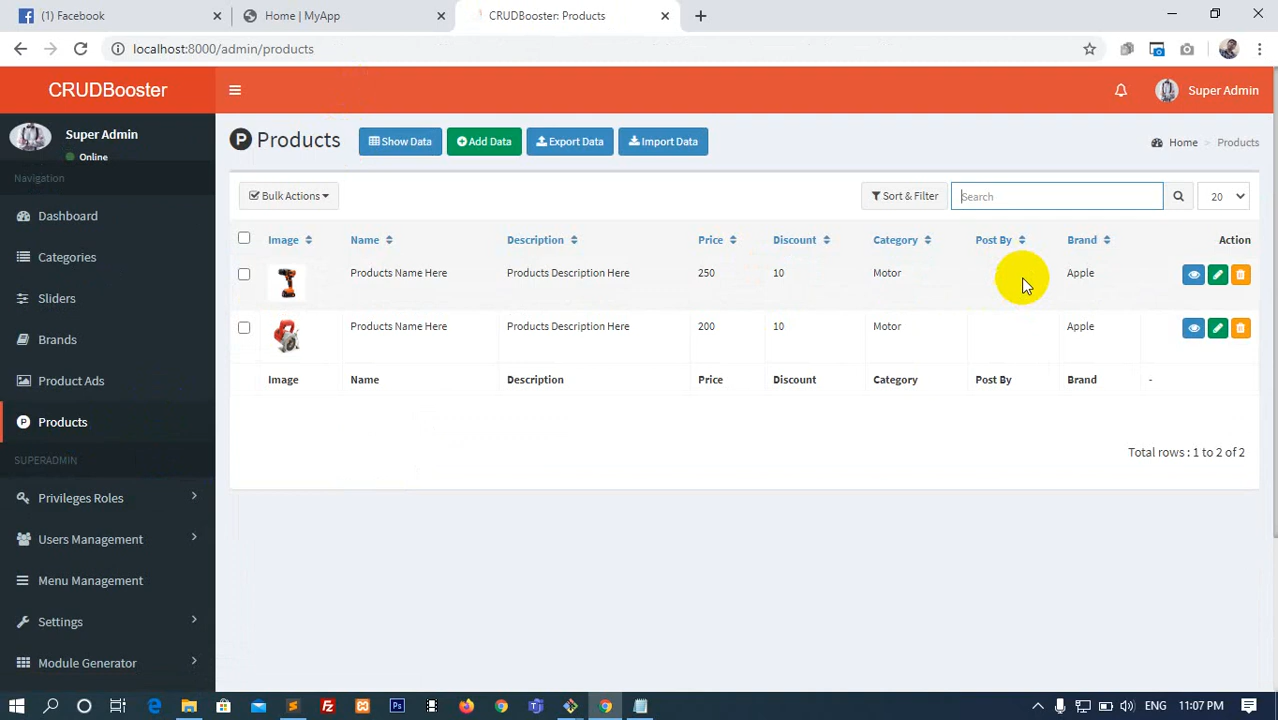 (1) Facebook
Home | MyApp
CRUDBooster: Products
localhost:8000/admin/products
CRUDBooster
Super Admin
Super Admin
Online
Products
Show Data
Add Data
Export Data
Import Data
Home > Products
Navigation
Dashboard
Categories
Sliders
Brands
Product Ads
Products
SUPERADMIN
Privileges Roles
Users Management
Menu Management
Settings
Module Generator
Bulk Actions
Sort & Filter
Search
20
Image Name Description Price Discount Category Post By Brand Action
Products Name Here Products Description Here 250 10 Motor Apple
Products Name Here Products Description Here 200 10 Motor Apple
Image Name Description Price Discount Category Post By Brand -
Total rows : 1 to 2 of 2
11:07 PM